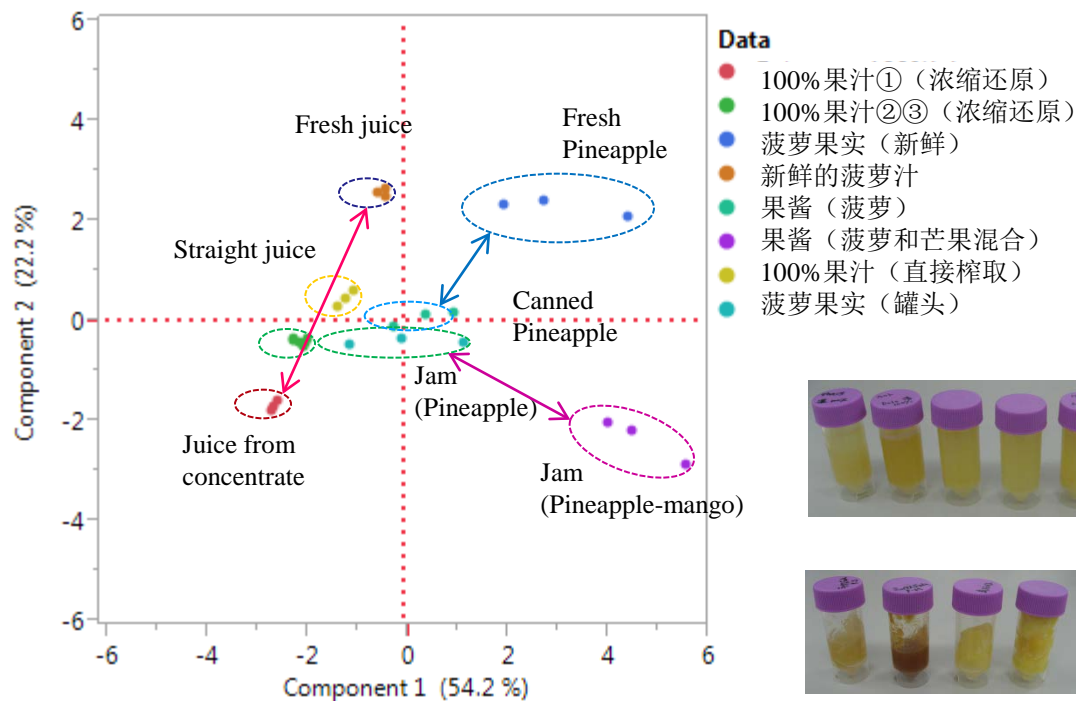 6
4
2
0
-2
-4
-6
Component 2 (22.2 %)
-6
-4
-2
0
2
4
6
Component 1 (54.2 %)
Fresh juice
Fresh
Pineapple
Straight juice
Canned
Pineapple
Jam
(Pineapple)
Juice from
concentrate
Jam
(Pineapple-mango)
Data
100%果汁①（浓缩还原）
100%果汁②③（浓缩还原）
菠萝果实（新鲜）
新鲜的菠萝汁
果酱（菠萝）
果酱（菠萝和芒果混合）
100%果汁（直接榨取）
菠萝果实（罐头）